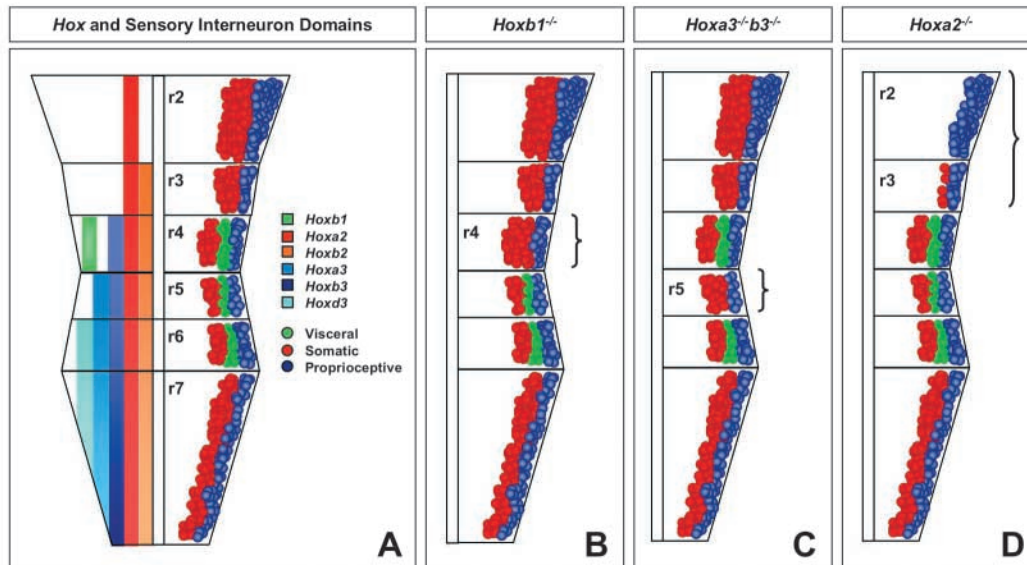 Hox and Sensory Interneuron Domains
r2
r3
r4
r5
r6
r7
Hoxb1
Hoxa2
Hoxb2
Hoxa3
Hoxb3
Hoxd3
Visceral
Somatic
Proprioceptive
A
Hoxb1-/-
r4
}
B
Hoxa3-/-b3-/-
r5
}
C
Hoxa2-/-
r2
r3
}
D